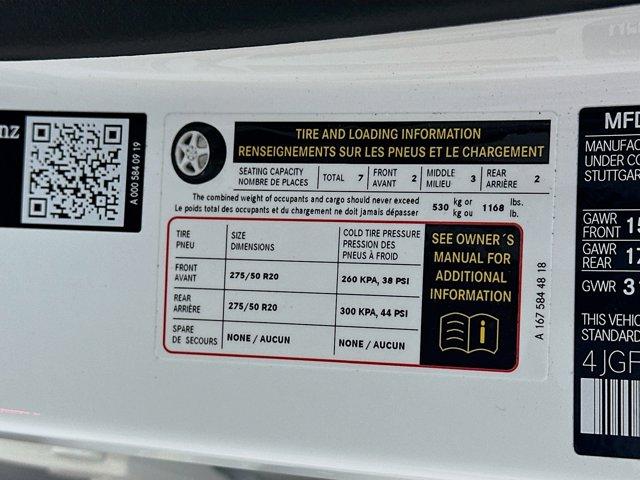 nz
A 000 584 09 19
TIRE AND LOADING INFORMATION
RENSEIGNEMENTS SUR LES PNEUS ET LE CHARGEMENT
SEATING CAPACITY
NOMBRE DE PLACES
TOTAL 7
FRONT
AVANT 2
MIDDLE
MILIEU 3
REAR
ARRIÈRE 2
The combined weight of occupants and cargo should never exceed
Le poids total des occupants et du chargement ne doit jamais dépasser
530 kg or
kg ou
1168 lbs.
lb.
TIRE
PNEU
SIZE
DIMENSIONS
COLD TIRE PRESSURE
PRESSION DES
PNEUS À FROID
FRONT
AVANT
275/50 R20
260 KPA, 38 PSI
REAR
ARRIÈRE
275/50 R20
300 KPA, 44 PSI
SPARE
DE SECOURS
NONE / AUCUN
NONE / AUCUN
SEE OWNER´S
MANUAL FOR
ADDITIONAL
INFORMATION
A 167 584 48 18
MFD
MANUFAC
UNDER CO
STUTTGAR
GAWR
FRONT 15
GAWR
REAR 17
GVWR 31
THIS VEHIC
STANDARD
4JGF